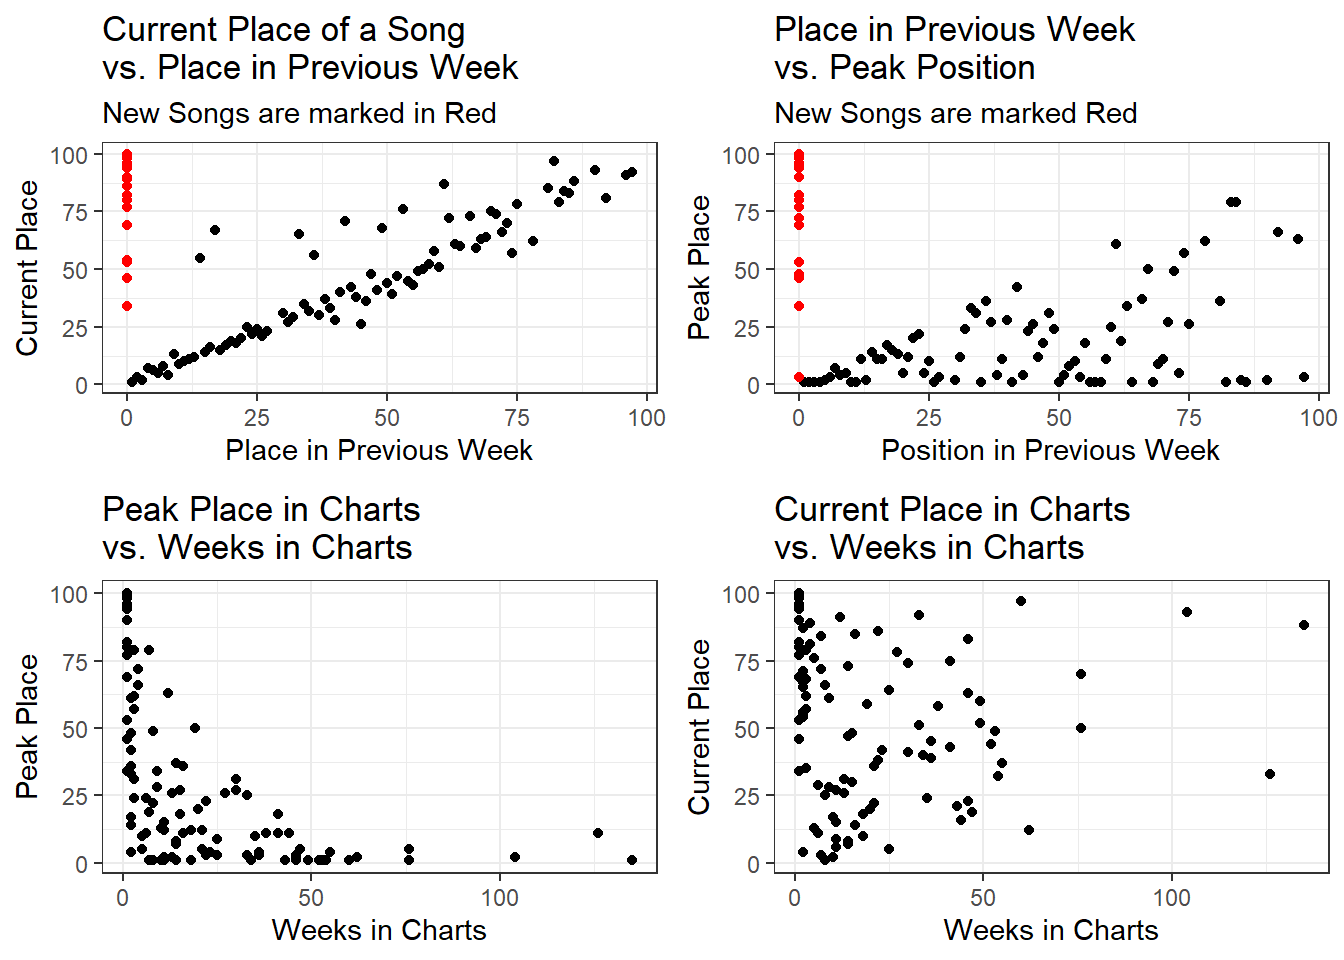 Current Place of a Song
vs. Place in Previous Week
New Songs are marked in Red
100
75
50
25
0
Current Place
0
25
50
75
100
Place in Previous Week
Place in Previous Week
vs. Peak Position
New Songs are marked Red
100
75
50
25
0
Peak Place
0
25
50
75
100
Position in Previous Week
Peak Place in Charts
vs. Weeks in Charts
100
75
50
25
0
Peak Place
0
50
100
Weeks in Charts
Current Place in Charts
vs. Weeks in Charts
100
75
50
25
0
Current Place
0
50
100
Weeks in Charts